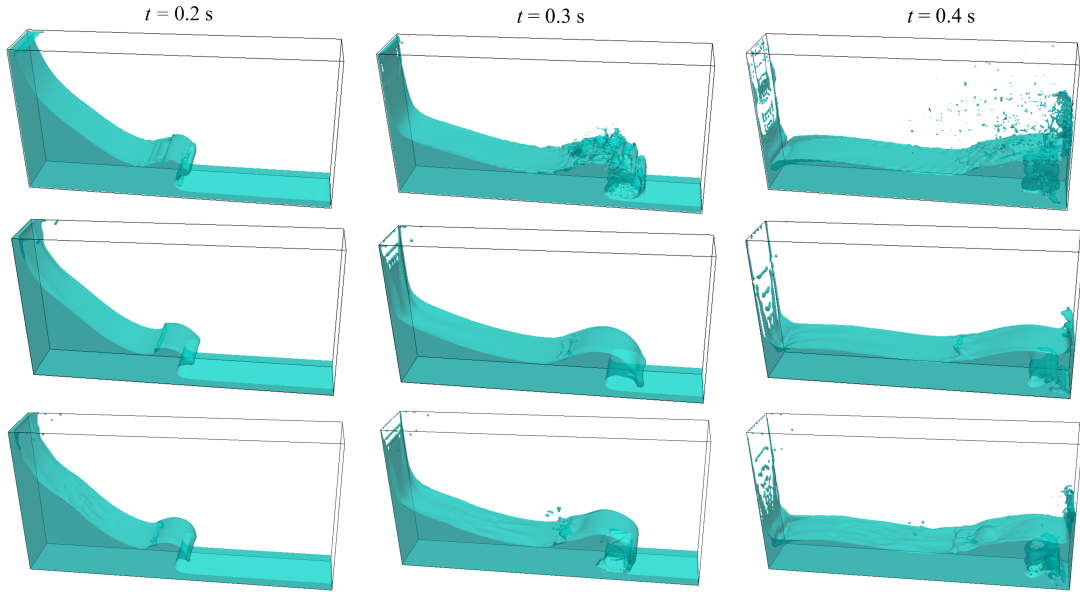 t = 0.2 s
t = 0.3 s
t = 0.4 s